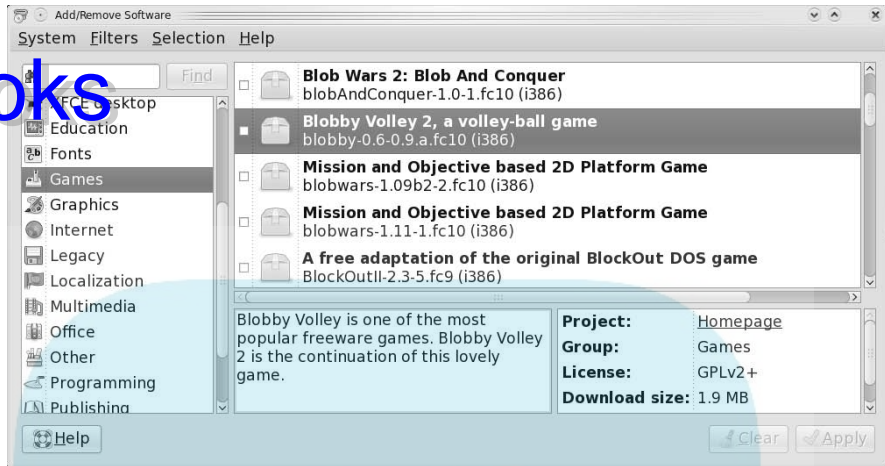 Add/Remove Software
System Filters Selection Help
oks
Find
XFCE desktop
Education
Fonts
Games
Graphics
Internet
Legacy
Localization
Multimedia
Office
Other
Programming
Publishing
Blob Wars 2: Blob And Conquer
blobAndConquer-1.0-1.fc10 (i386)
Blobby Volley 2, a volley-ball game
blobby-0.6-0.9.a.fc10 (i386)
Mission and Objective based 2D Platform Game
blobwars-1.09b2-2.fc10 (i386)
Mission and Objective based 2D Platform Game
blobwars-1.11-1.fc10 (i386)
A free adaptation of the original BlockOut DOS game
BlockOutII-2.3-5.fc9 (i386)
Blobby Volley is one of the most
popular freeware games. Blobby Volley
2 is the continuation of this lovely
game.
Project: Homepage
Group: Games
License: GPLv2+
Download size: 1.9 MB
Help
Clear
Apply